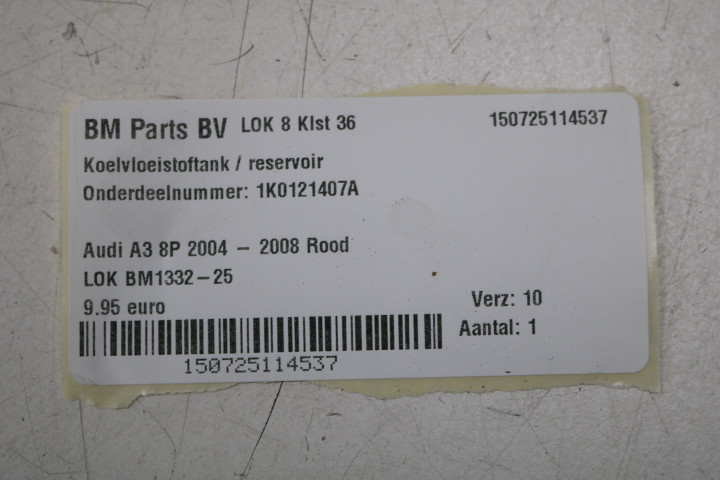 BM Parts BV LOK 8 Klst 36 150725114537
Koelvloeistoftank / reservoir
Onderdeelnummer: 1K0121407A
Audi A3 8P 2004 – 2008 Rood
LOK BM1332-25
9.95 euro Verz: 10
Aantal: 1
150725114537